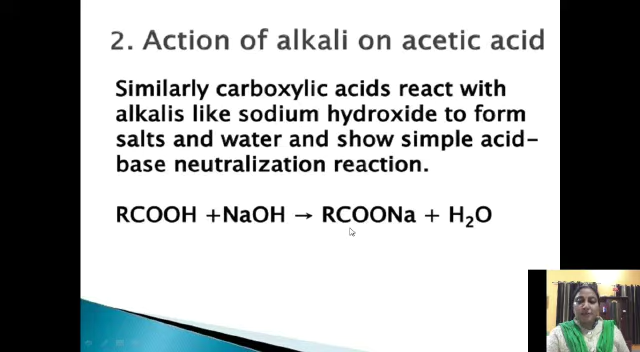 2. Action of alkali on acetic acid
Similarly carboxylic acids react with
alkalis like sodium hydroxide to form
salts and water and show simple acid-
base neutralization reaction.
RCOOH +NaOH → RCOONa + H₂O